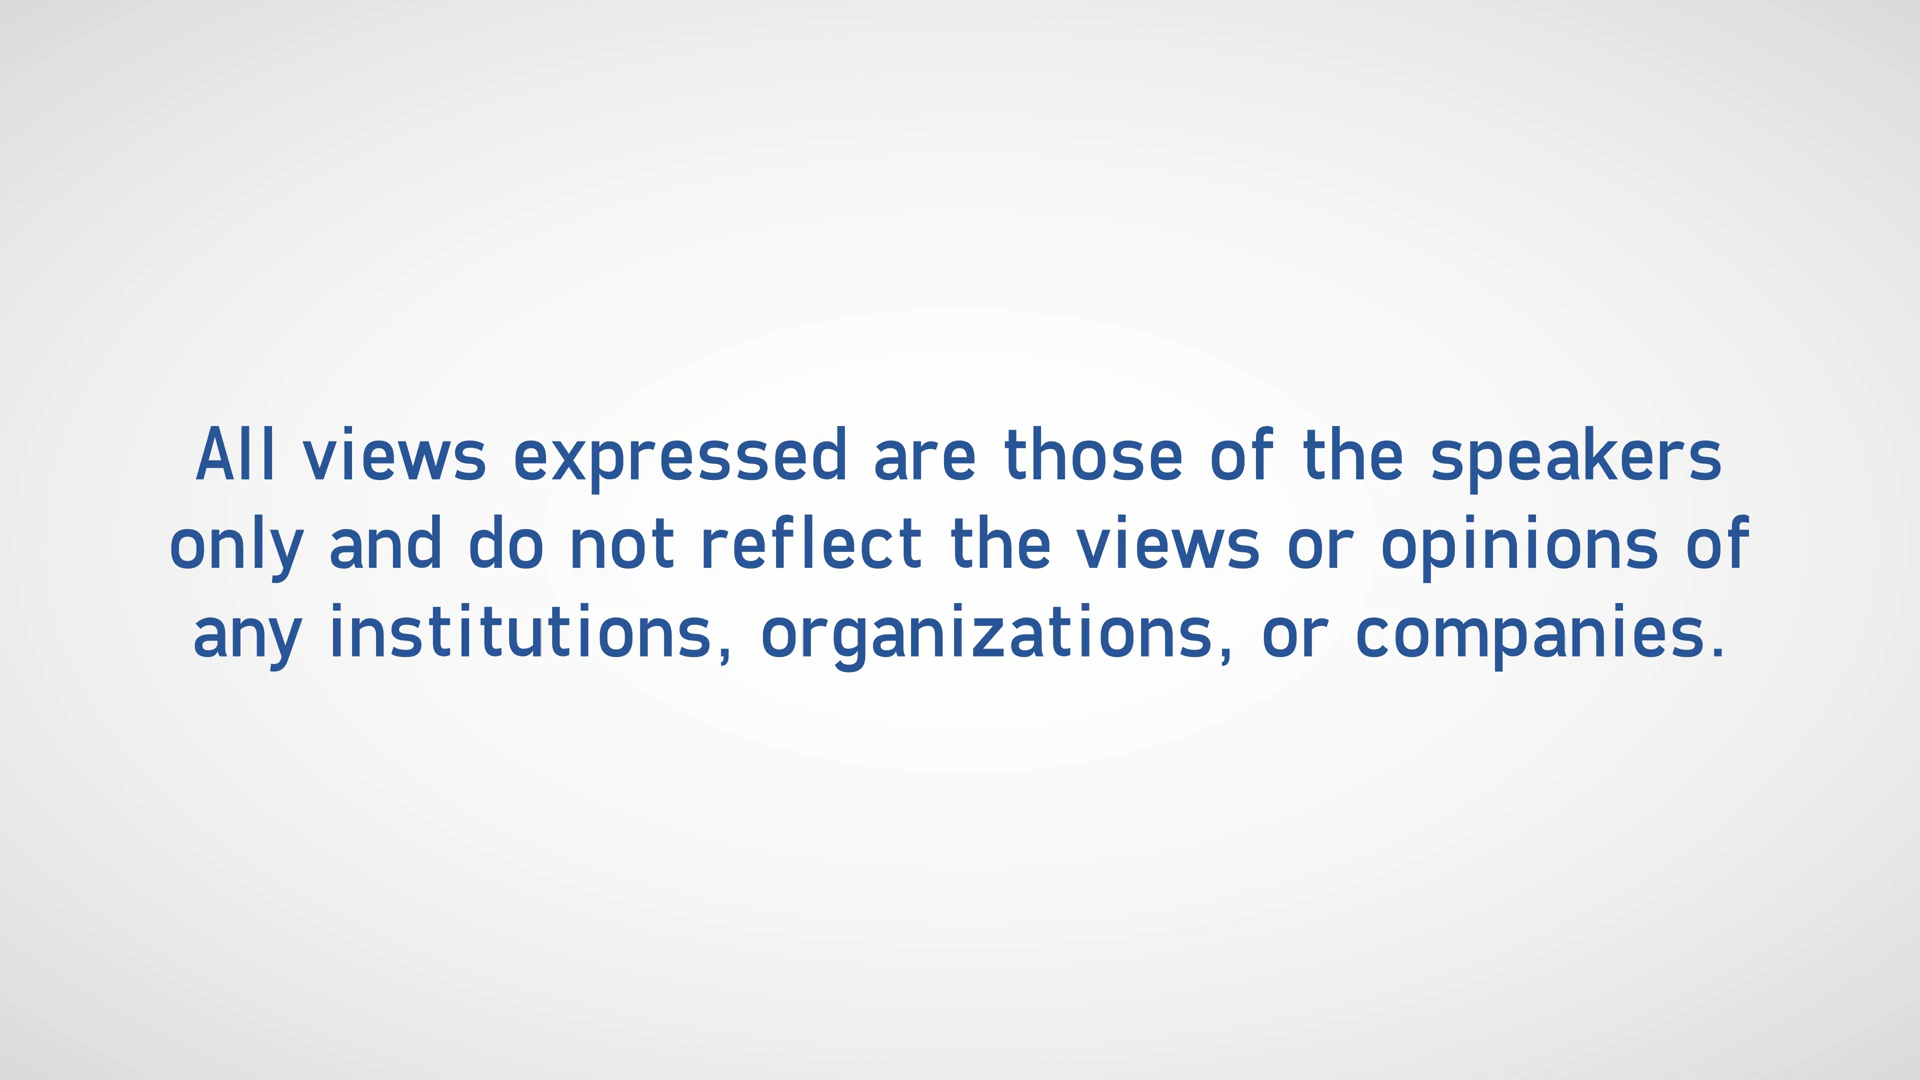 All views expressed are those of the speakers
only and do not reflect the views or opinions of
any institutions, organizations, or companies.